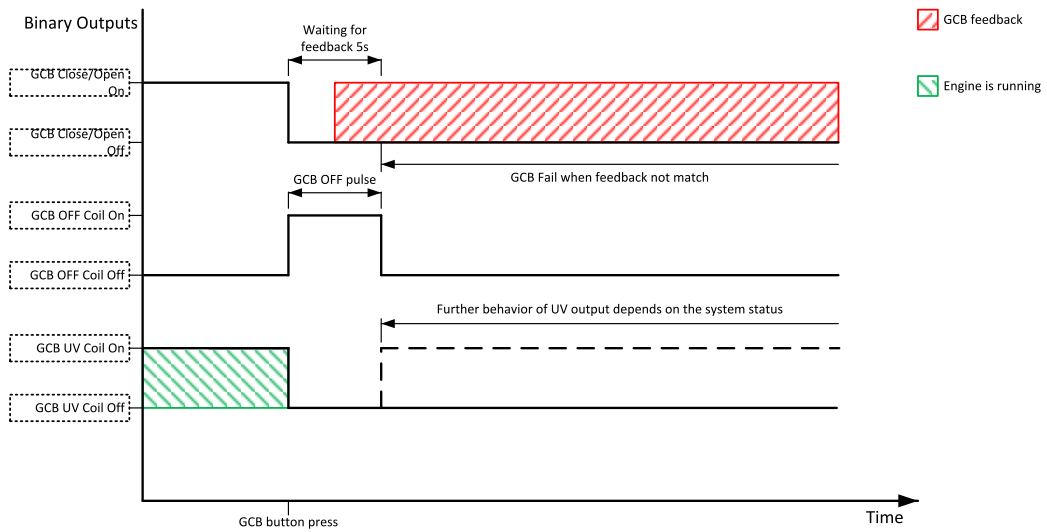 Binary Outputs
Waiting for
feedback 5s
GCB feedback
Engine is running
GCB Close/Open
On
GCB Close/Open
Off
GCB Fail when feedback not match
GCB OFF pulse
GCB OFF Coil On
GCB OFF Coil Off
Further behavior of UV output depends on the system status
GCB UV Coil On
GCB UV Coil Off
Time
GCB button press